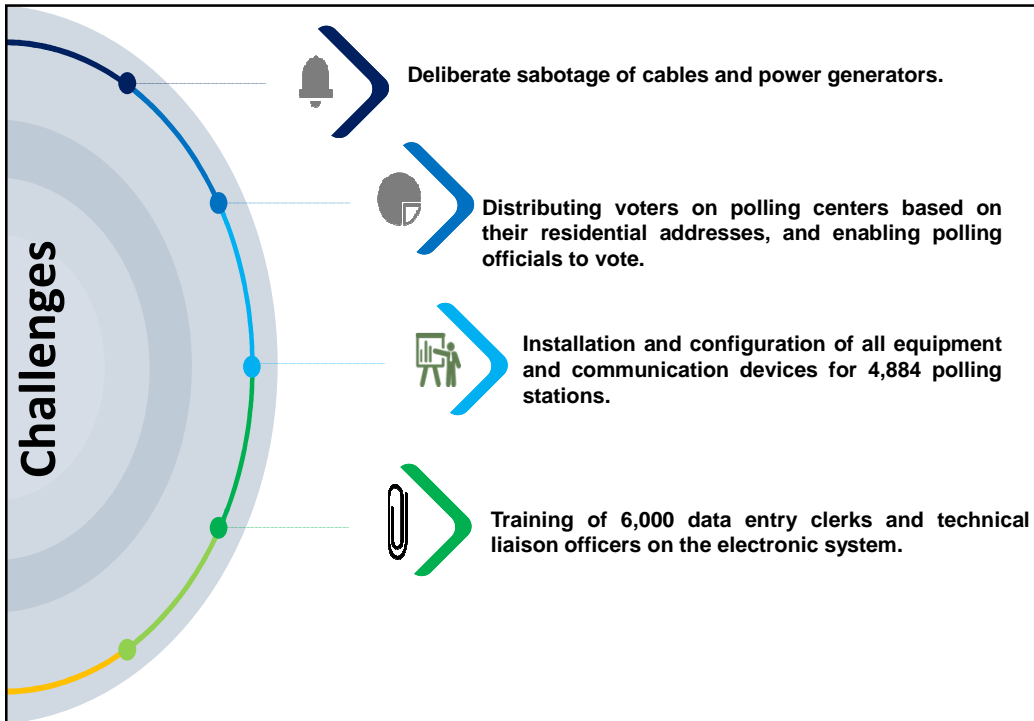 Challenges
Deliberate sabotage of cables and power generators.
Distributing voters on polling centers based on
their residential addresses, and enabling polling
officials to vote.
Installation and configuration of all equipment
and communication devices for 4,884 polling
stations.
Training of 6,000 data entry clerks and technical
liaison officers on the electronic system.